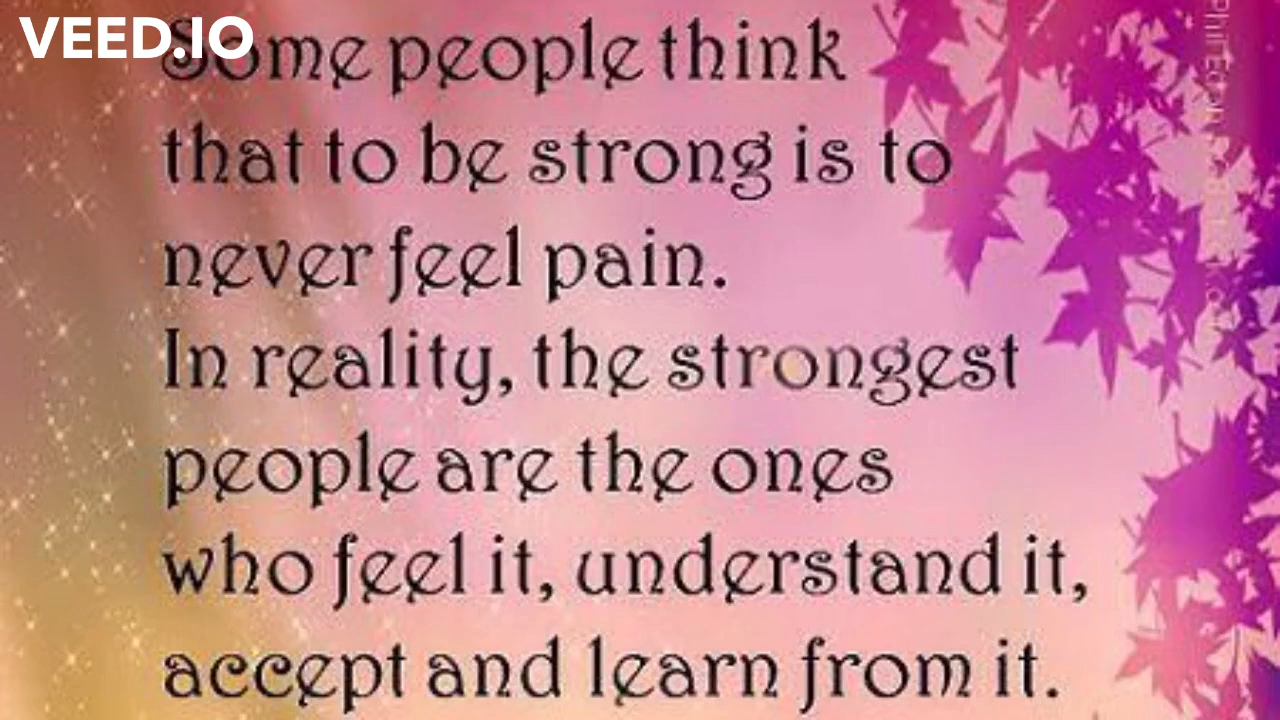 VEED.IO
Some people think
that to be strong is to
never feel pain.
In reality, the strongest
people are the ones
who feel it, understand it,
accept and learn from it.